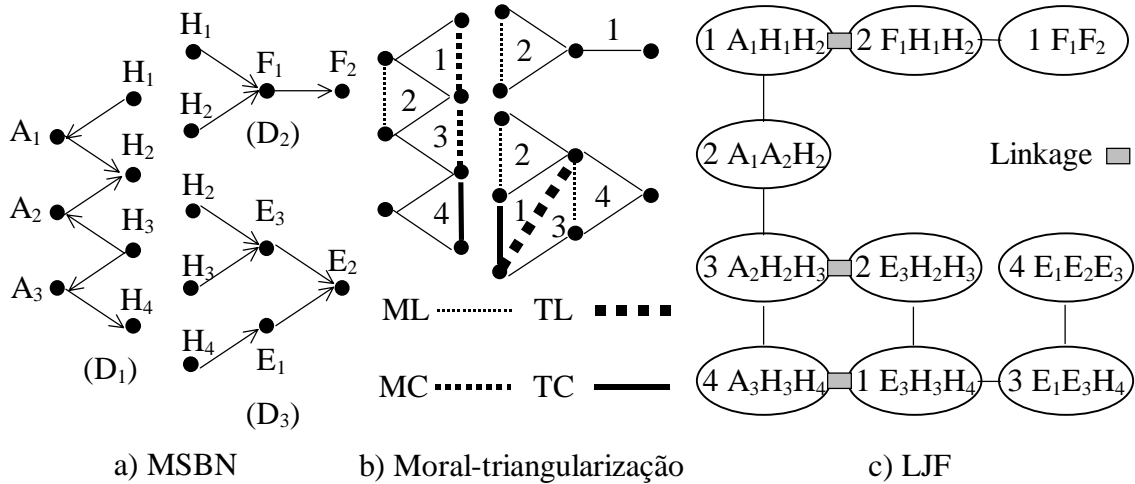 H₁
A₁
H₂
A₂
H₃
A₃
H₄
(D₁)
H₁
F₁
F₂
H₂
(D₂)
H₂
E₃
H₃
E₂
H₄
E₁
(D₃)
a) MSBN
1
2
3
4
2
1
2
1
3
4
ML
TL
MC
TC
b) Moral-triangularização
1 A₁H₁H₂
2 F₁H₁H₂
1 F₁F₂
2 A₁A₂H₂
Linkage
3 A₂H₂H₃
2 E₃H₂H₃
4 E₁E₂E₃
4 A₃H₃H₄
1 E₃H₃H₄
3 E₁E₃H₄
c) LJF